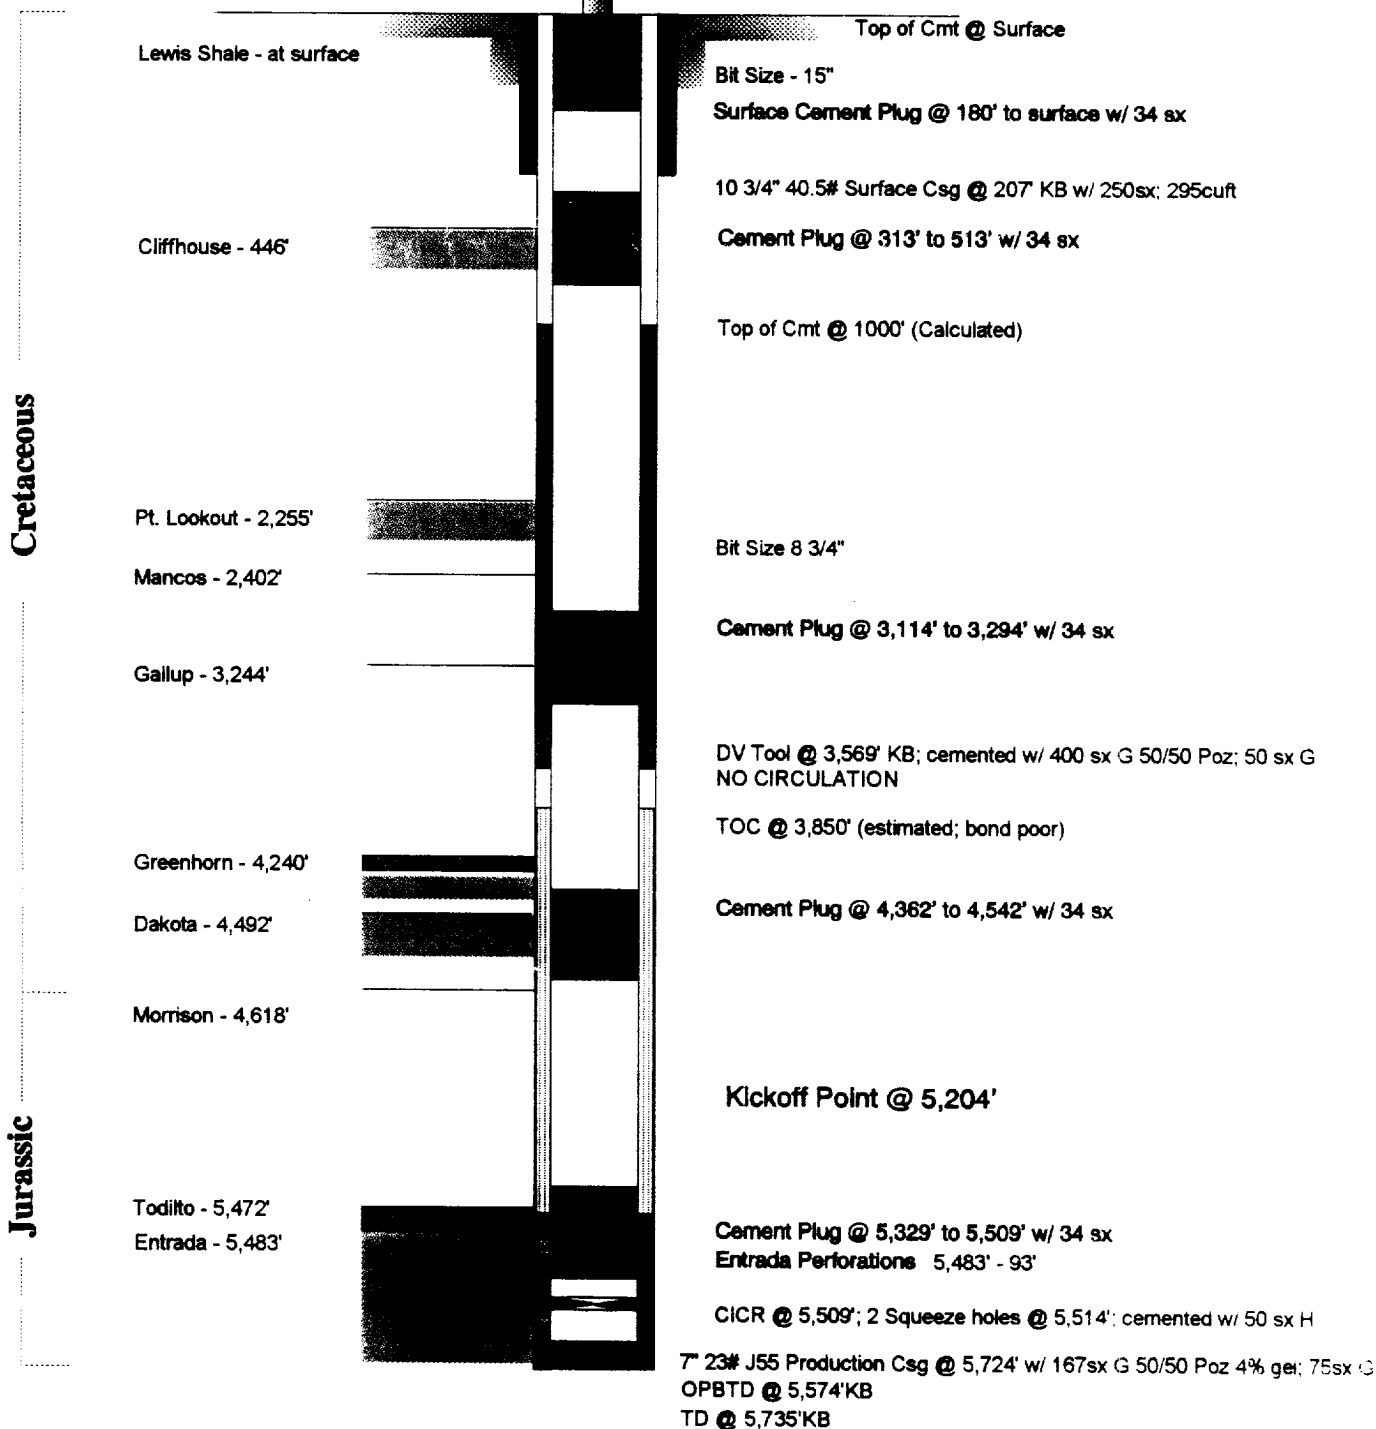 Top of Cmt @ Surface
Lewis Shale - at surface
Bit Size - 15"
Surface Cement Plug @ 180' to surface w/ 34 sx
10 3/4" 40.5# Surface Csg @ 207' KB w/ 250sx; 295cuft
Cliffhouse - 446'
Cement Plug @ 313' to 513' w/ 34 sx
Top of Cmt @ 1000' (Calculated)
Cretaceous
Pt. Lookout - 2,255'
Bit Size 8 3/4"
Mancos - 2,402'
Cement Plug @ 3,114' to 3,294' w/ 34 sx
Gallup - 3,244'
DV Tool @ 3,569' KB; cemented w/ 400 sx G 50/50 Poz; 50 sx G
NO CIRCULATION
TOC @ 3,850' (estimated; bond poor)
Greenhorn - 4,240'
Cement Plug @ 4,362' to 4,542' w/ 34 sx
Dakota - 4,492'
Morrison - 4,618'
Kickoff Point @ 5,204'
Jurassic
Todilto - 5,472'
Cement Plug @ 5,329' to 5,509' w/ 34 sx
Entrada - 5,483'
Entrada Perforations 5,483' - 93'
CICR @ 5,509'; 2 Squeeze holes @ 5,514'; cemented w/ 50 sx H
7" 23# J55 Production Csg @ 5,724' w/ 167sx G 50/50 Poz 4% gel; 75sx G
OPBTD @ 5,574'KB
TD @ 5,735'KB